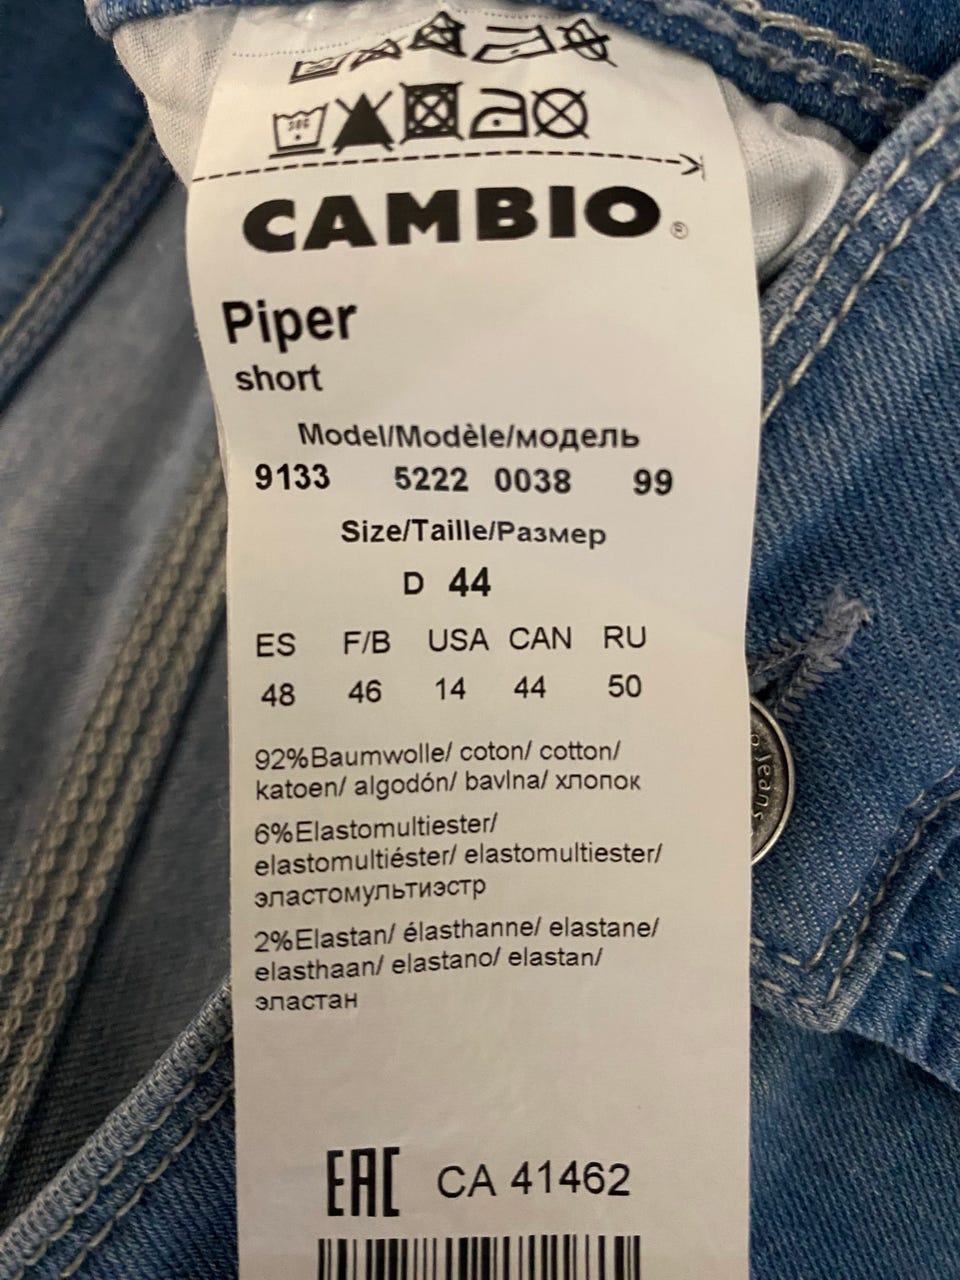 30C
CAMBIO®
Piper
short
Model/Modèle/модель
9133 5222 0038 99
Size/Taille/Размер
D 44
ES F/B USA CAN RU
48 46 14 44 50
92%Baumwolle/ coton/ cotton/
katoen/ algodón/ bavlna/ хлопок
6%Elastomultiester/
elastomultiéster/ elastomultiester/
эластомультиэстр
2%Elastan/ élasthanne/ elastane/
elasthaan/ elastano/ elastan/
эластан
EAC CA 41462
jeans